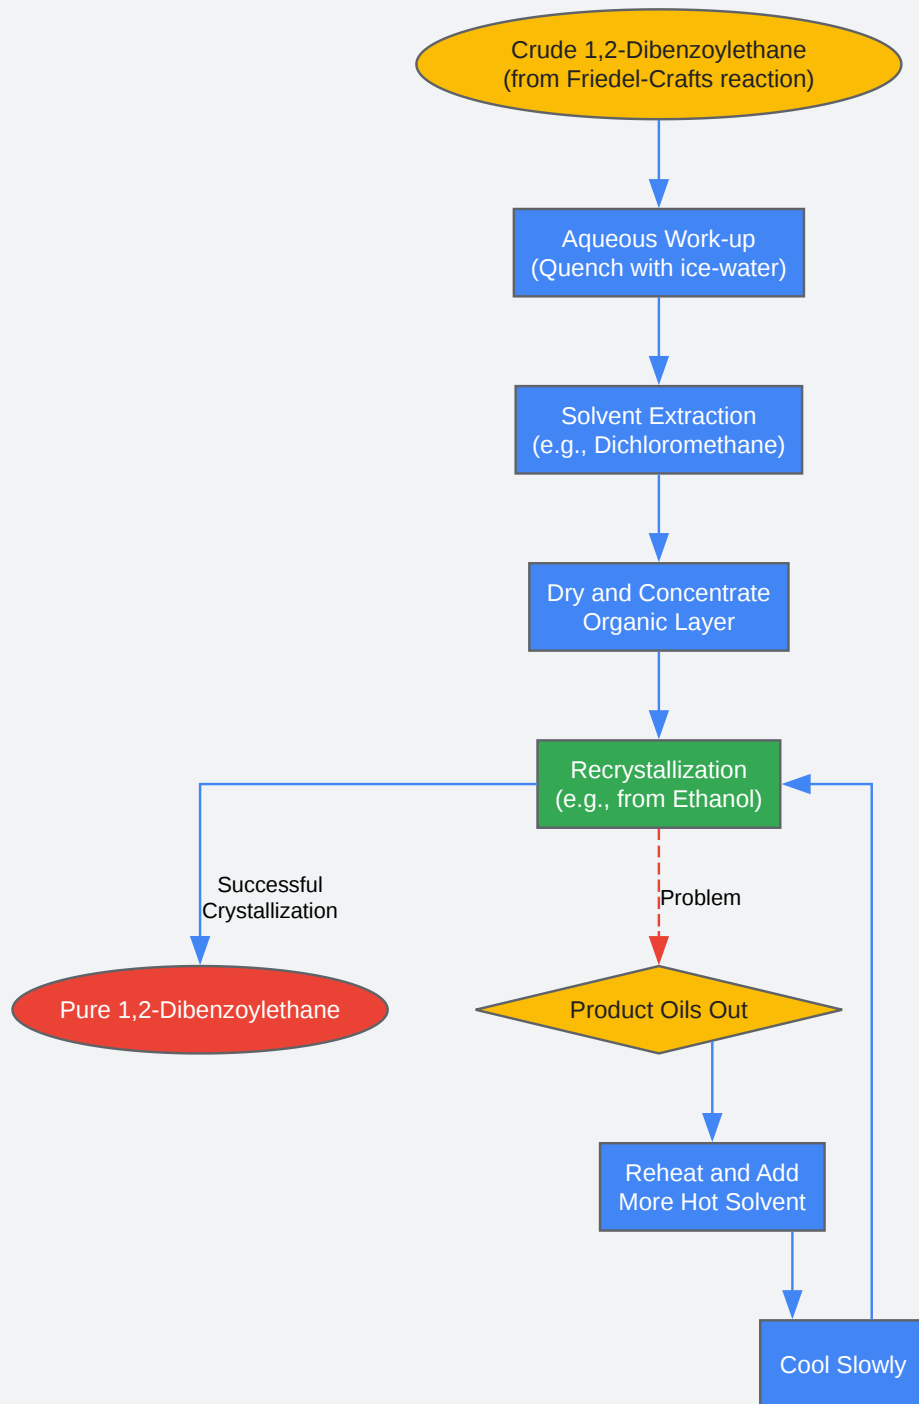 Crude 1,2-Dibenzoylethane
(from Friedel-Crafts reaction)
Aqueous Work-up
(Quench with ice-water)
Solvent Extraction
(e.g., Dichloromethane)
Dry and Concentrate
Organic Layer
Recrystallization
(e.g., from Ethanol)
Successful
Crystallization
Problem
Pure 1,2-Dibenzoylethane
Product Oils Out
Reheat and Add
More Hot Solvent
Cool Slowly